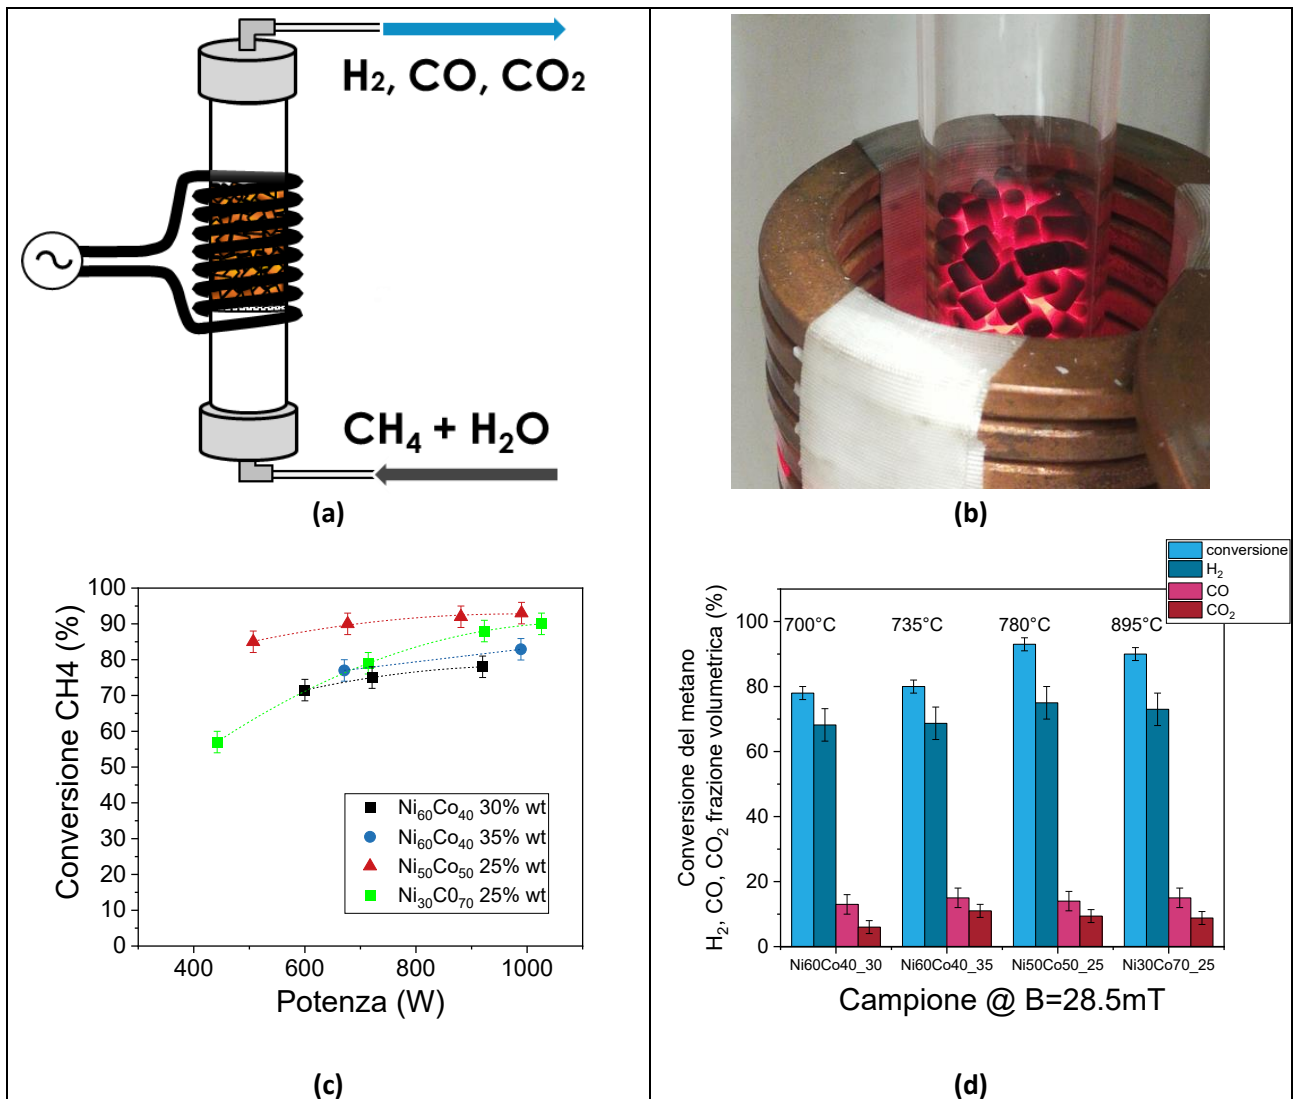 H₂, CO, CO₂
CH₄ + H₂O
(a)
(b)
Conversione CH4 (%)
100
90
80
70
60
50
40
30
20
10
0
400
600
800
1000
Potenza (W)
Ni₆₀Co₄₀ 30% wt
Ni₆₀Co₄₀ 35% wt
Ni₅₀Co₅₀ 25% wt
Ni₃₀C0₇₀ 25% wt
(c)
conversione
H₂
CO
CO₂
Conversione del metano
H₂, CO, CO₂ frazione volumetrica (%)
100
80
60
40
20
0
700°C
735°C
780°C
895°C
Ni60Co40_30
Ni60Co40_35
Ni50Co50_25
Ni30Co70_25
Campione @ B=28.5mT
(d)